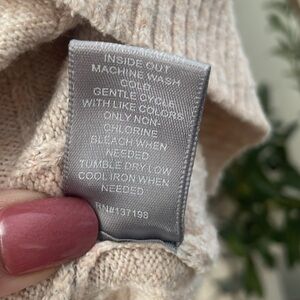 INSIDE OUT
MACHINE WASH
COLD
GENTLE CYCLE
WITH LIKE COLORS
ONLY NON-
CHLORINE
BLEACH WHEN
NEEDED
TUMBLE DRY LOW
COOL IRON WHEN
NEEDED
RN#137198